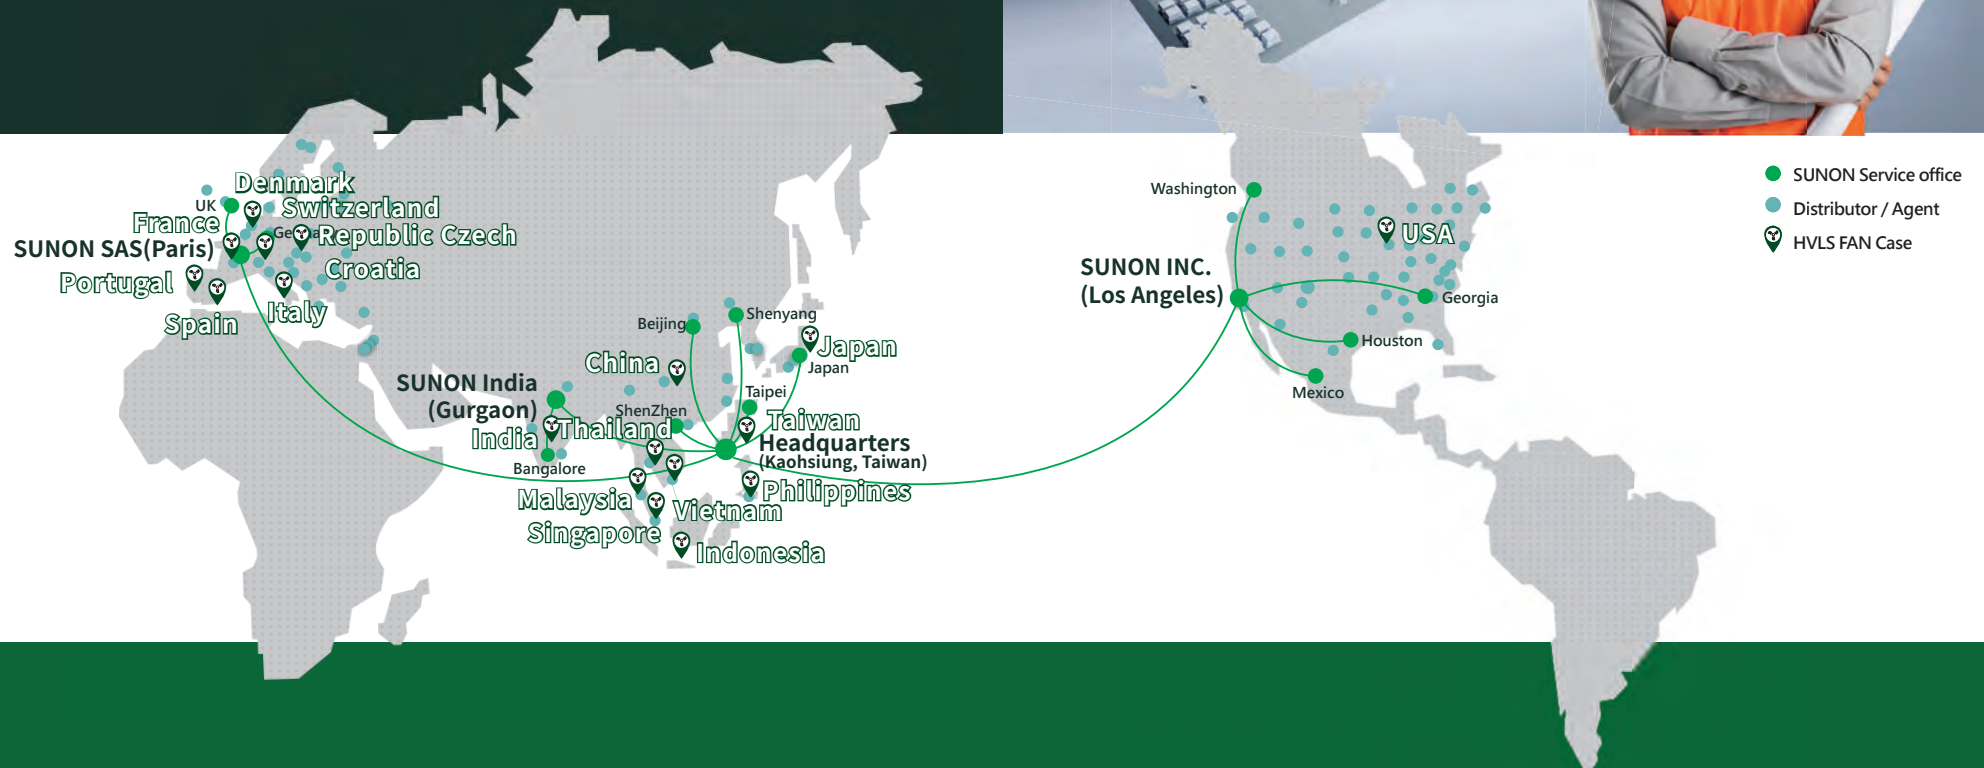 Denmark
UK
Switzerland
France
Republic Czech
SUNON SAS(Paris)
Croatia
Portugal
Italy
Spain
Beijing
Shenyang
China
Japan
Japan
SUNON India
(Gurgaon)
Taipei
ShenZhen
Taiwan
India
Thailand
Headquarters
(Kaohsiung, Taiwan)
Bangalore
Malaysia
Philippines
Vietnam
Singapore
Indonesia
Washington
USA
SUNON INC.
(Los Angeles)
Georgia
Houston
Mexico
SUNON Service office
Distributor / Agent
HVLS FAN Case